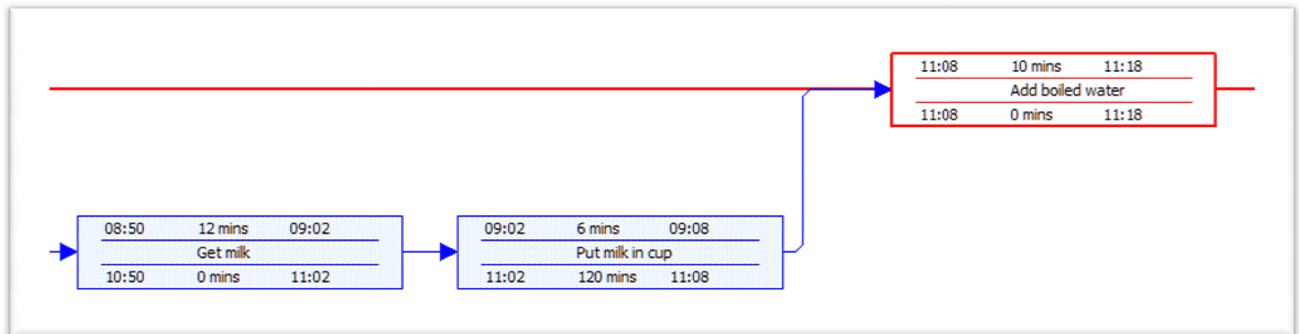 11:08 10 mins 11:18
Add boiled water
11:08 0 mins 11:18
08:50 12 mins 09:02
Get milk
10:50 0 mins 11:02
09:02 6 mins 09:08
Put milk in cup
11:02 120 mins 11:08